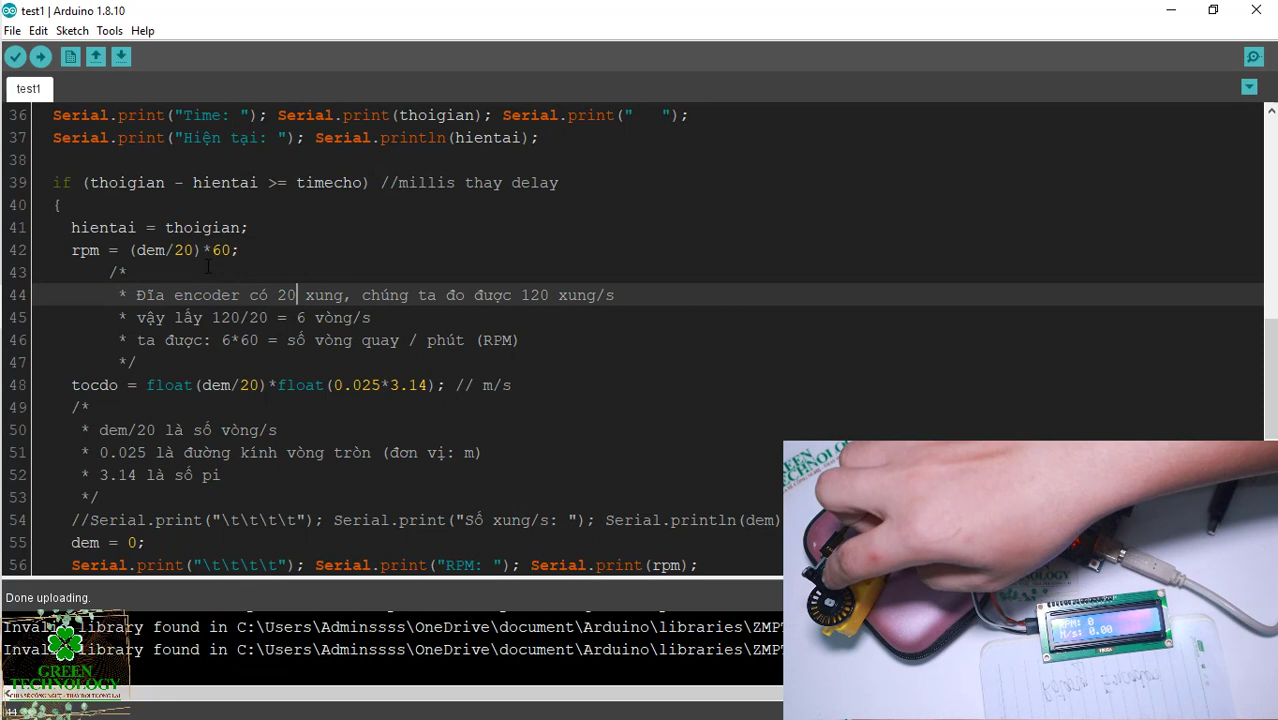 test1 | Arduino 1.8.10
File Edit Sketch Tools Help
test1
36 Serial.print("Time: "); Serial.print(thoigian); Serial.print("   ");
37 Serial.print("Hiện tại: "); Serial.println(hientai);
38
39 if (thoigian - hientai >= timecho) //millis thay delay
40 {
41 hientai = thoigian;
42 rpm = (dem/20)*60;
43 /*
44 * Đĩa encoder có 20 xung, chúng ta đo được 120 xung/s
45 * vậy lấy 120/20 = 6 vòng/s
46 * ta được: 6*60 = số vòng quay / phút (RPM)
47 */
48 tocdo = float(dem/20)*float(0.025*3.14); // m/s
49 /*
50 * dem/20 là số vòng/s
51 * 0.025 là đường kính vòng tròn (đơn vị: m)
52 * 3.14 là số pi
53 */
54 //Serial.print("\t\t\t\t"); Serial.print("Số xung/s: "); Serial.println(dem)
55 dem = 0;
56 Serial.print("\t\t\t\t"); Serial.print("RPM: "); Serial.print(rpm);
Done uploading.
Invalid library found in C:\Users\Adminssss\OneDrive\document\Arduino\libraries\ZMP
Invalid library found in C:\Users\Adminssss\OneDrive\document\Arduino\libraries\ZMP
GREEN
TECHNOLOGY
GREEN
TECHNOLOGY
RPM: 0
M/s: 0.00